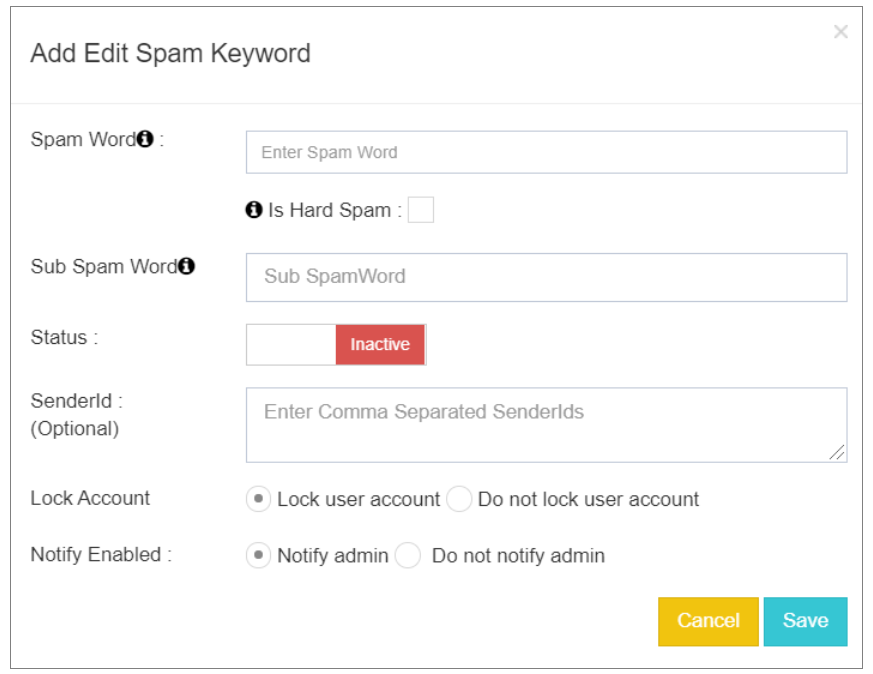 Add Edit Spam Keyword
×
Spam Word :
Enter Spam Word
Is Hard Spam :
Sub Spam Word
Sub SpamWord
Status :
Inactive
SenderId :
(Optional)
Enter Comma Separated SenderIds
Lock Account
Lock user account Do not lock user account
Notify Enabled :
Notify admin Do not notify admin
Cancel Save